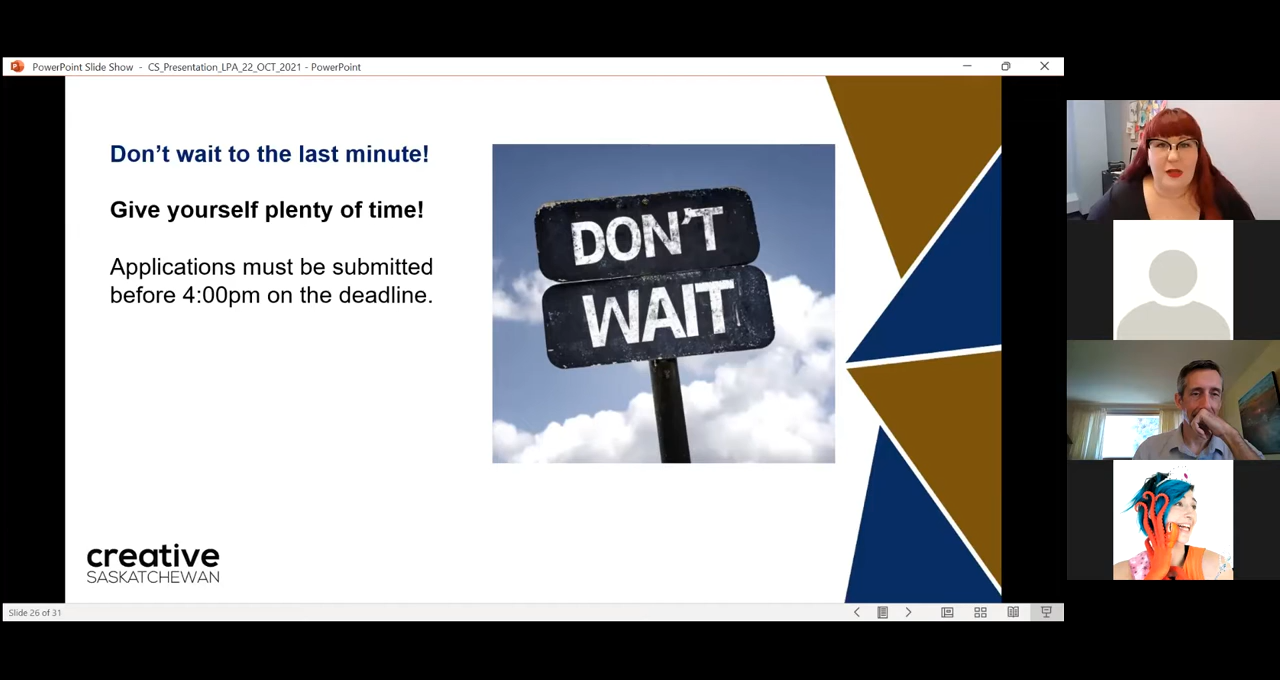 PowerPoint Slide Show - CS_Presentation_LPA_22_OCT_2021 - PowerPoint
Don't wait to the last minute!
Give yourself plenty of time!
Applications must be submitted
before 4:00pm on the deadline.
DON'T
WAIT
creative
SASKATCHEWAN
Slide 26 of 31